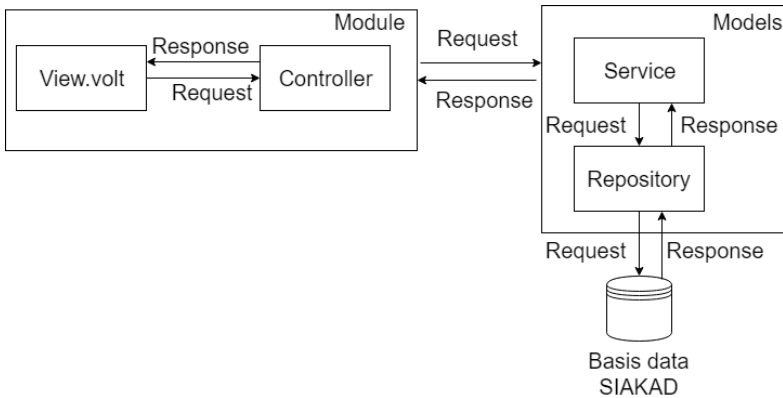 Module
Response
View.volt
Controller
Request
Request
Response
Models
Service
Request
Response
Repository
Request
Response
Basis data
SIAKAD